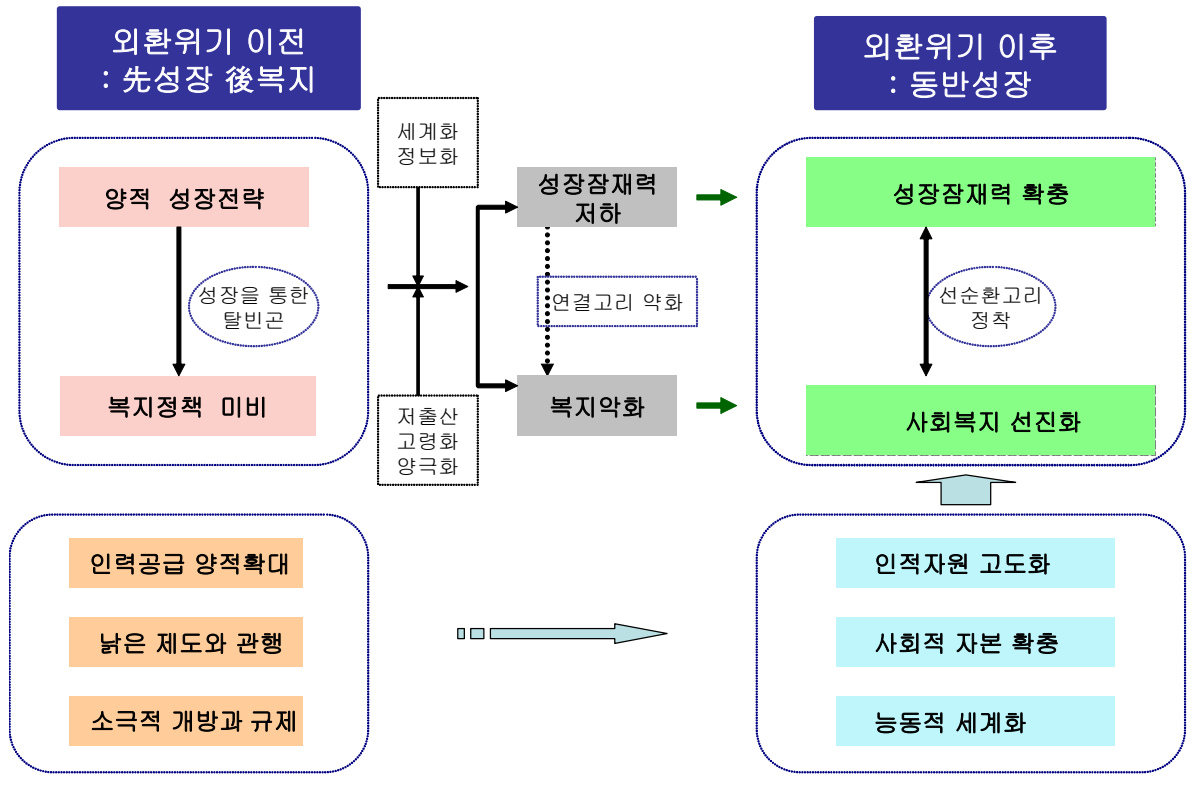 외환위기 이전
: 先성장 後복지
외환위기 이후
: 동반성장
세계화
정보화
양적 성장전략
성장을 통한
탈빈곤
복지정책 미비
저출산
고령화
양극화
성장잠재력
저하
연결고리 약화
복지악화
성장잠재력 확충
선순환고리
정착
사회복지 선진화
인력공급 양적확대
낡은 제도와 관행
소극적 개방과 규제
인적자원 고도화
사회적 자본 확충
능동적 세계화